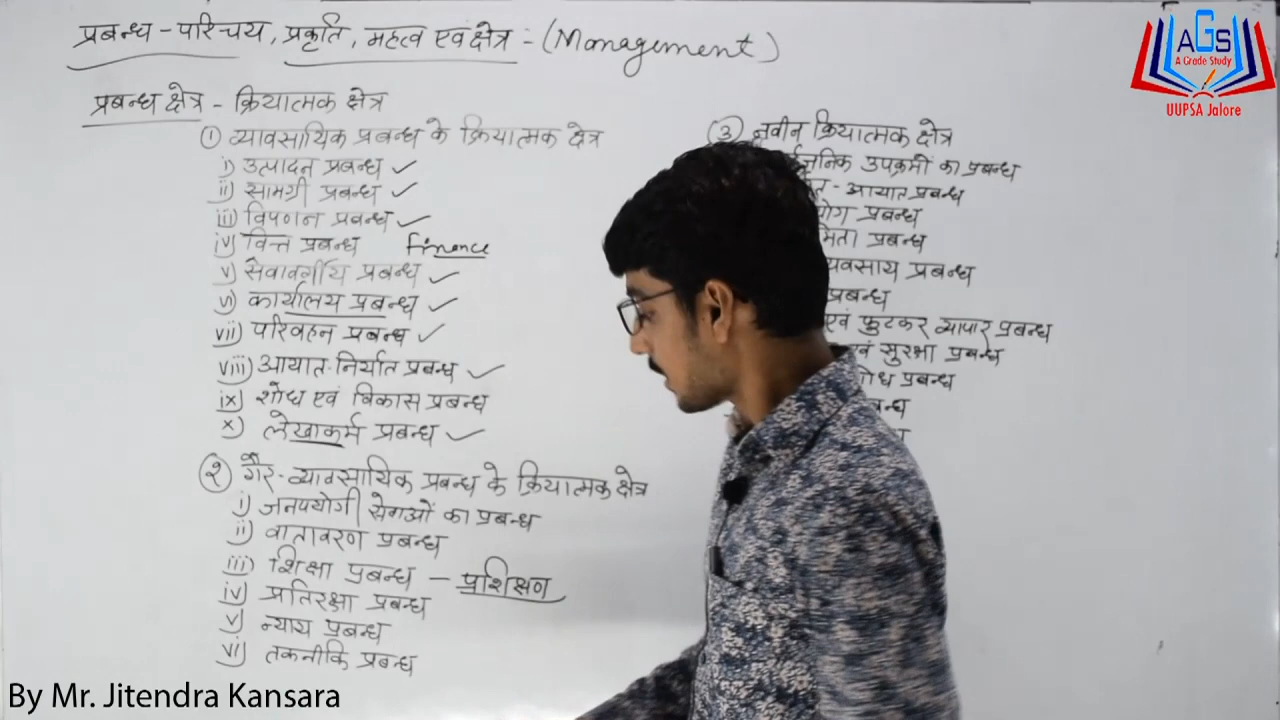 प्रबन्ध - परिचय, प्रकृति, महत्व एवं क्षेत्र :- (Management)
प्रबन्ध क्षेत्र - क्रियात्मक क्षेत्र
① व्यावसायिक प्रबन्ध के क्रियात्मक क्षेत्र
i) उत्पादन प्रबन्ध ✓
ii) सामग्री प्रबन्ध ✓
iii) विपणन प्रबन्ध ✓
iv) वित्त प्रबन्ध finance
v) सेवावर्गीय प्रबन्ध ✓
vi) कार्यालय प्रबन्ध ✓
vii) परिवहन प्रबन्ध ✓
viii) आयात-निर्यात प्रबन्ध ✓
ix) शोध एवं विकास प्रबन्ध
x) लेखाकर्म प्रबन्ध ✓
② गैर-व्यावसायिक प्रबन्ध के क्रियात्मक क्षेत्र
i) जनपयोगी सेवाओं का प्रबन्ध
ii) वातावरण प्रबन्ध
iii) शिक्षा प्रबन्ध - प्रशिक्षण
iv) प्रतिरक्षा प्रबन्ध
v) न्याय प्रबन्ध
vi) तकनीकि प्रबन्ध
③ नवीन क्रियात्मक क्षेत्र
उपक्रमों का प्रबन्ध
- आयात प्रबन्ध
प्रबन्ध
प्रबन्ध
प्रबन्ध
प्रबन्ध
एवं फुटकर व्यापार प्रबन्ध
एवं सुरक्षा प्रबन्ध
प्रबन्ध
AGS
A Grade Study
UUPSA Jalore
By Mr. Jitendra Kansara